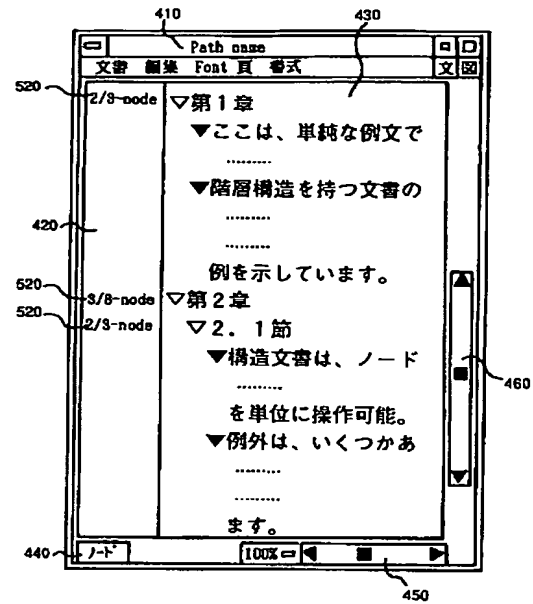 410
430
Path name
文書 編集 Font 頁 書式 文 図
520 2/3-node ▽第1章
▼ここは、単純な例文で
.........
▼階層構造を持つ文書の
.........
420
.........
例を示しています。
520 3/8-node ▽第2章
520 2/3-node ▽2.1節
▼構造文書は、ノード
460
.........
を単位に操作可能。
▼例外は、いくつかあ
.........
.........
ます。
440 ノード 100%
450